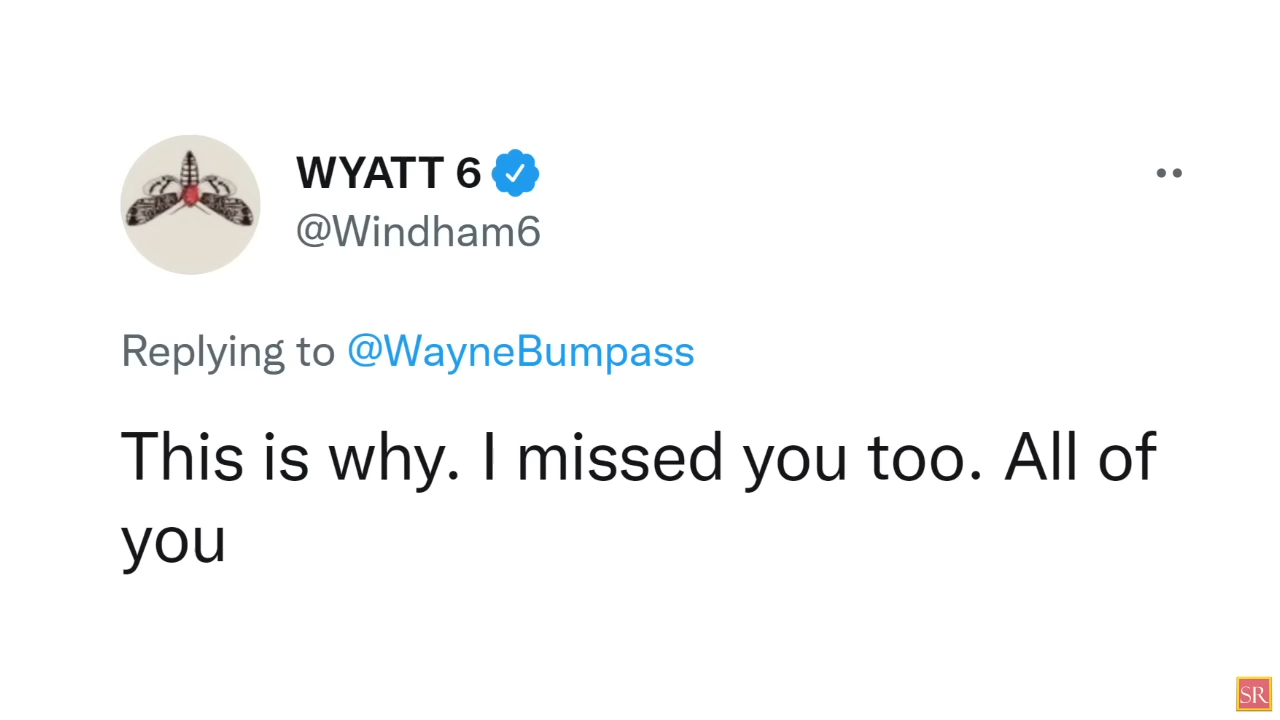 WYATT 6
@Windham6
Replying to @WayneBumpass
This is why. I missed you too. All of
you
SR